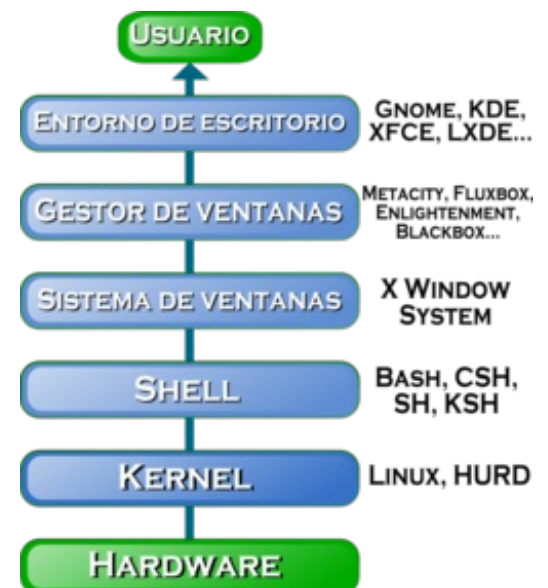 USUARIO
ENTORNO DE ESCRITORIO
GNOME, KDE,
XFCE, LXDE...
GESTOR DE VENTANAS
METACITY, FLUXBOX,
ENLIGHTENMENT,
BLACKBOX...
SISTEMA DE VENTANAS
X WINDOW
SYSTEM
SHELL
BASH, CSH,
SH, KSH
KERNEL
LINUX, HURD
HARDWARE